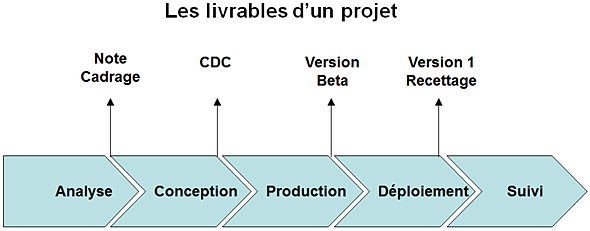 Les livrables d'un projet
Note
Cadrage
CDC
Version
Beta
Version 1
Recettage
Analyse
Conception
Production
Déploiement
Suivi